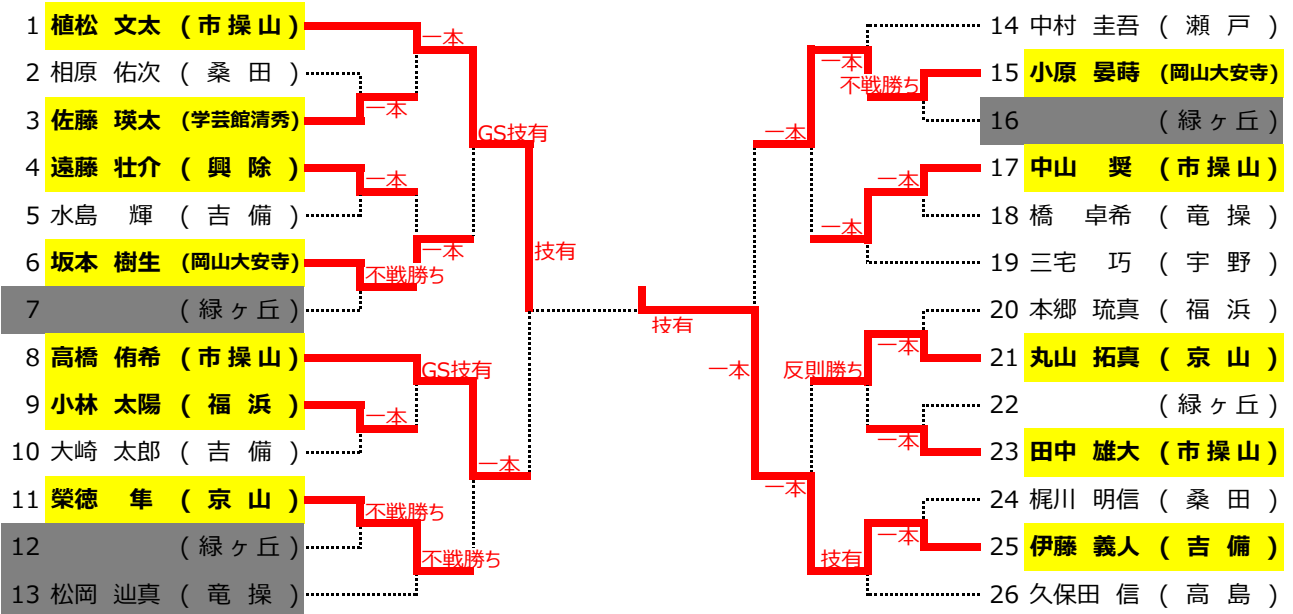 1 植松 文太 (市操山)
2 相原 佑次 (桑田)
3 佐藤 瑛太 (学芸館清秀)
4 遠藤 壮介 (興除)
5 水島 輝 (吉備)
6 坂本 樹生 (岡山大安寺)
7 (緑ヶ丘)
8 高橋 侑希 (市操山)
9 小林 太陽 (福浜)
10 大崎 太郎 (吉備)
11 榮徳 隼 (京山)
12 (緑ヶ丘)
13 松岡 辿真 (竜操)
一本
一本
一本
不戦勝ち
一本
GS技有
一本
GS技有
不戦勝ち
不戦勝ち
一本
技有
技有
一本
一本
一本
一本
不戦勝ち
一本
一本
反則勝ち
一本
一本
一本
技有
一本
14 中村 圭吾 (瀬戸)
15 小原 晏蒔 (岡山大安寺)
16 (緑ヶ丘)
17 中山 奨 (市操山)
18 橋 卓希 (竜操)
19 三宅 巧 (宇野)
20 本郷 琉真 (福浜)
21 丸山 拓真 (京山)
22 (緑ヶ丘)
23 田中 雄大 (市操山)
24 梶川 明信 (桑田)
25 伊藤 義人 (吉備)
26 久保田 信 (高島)